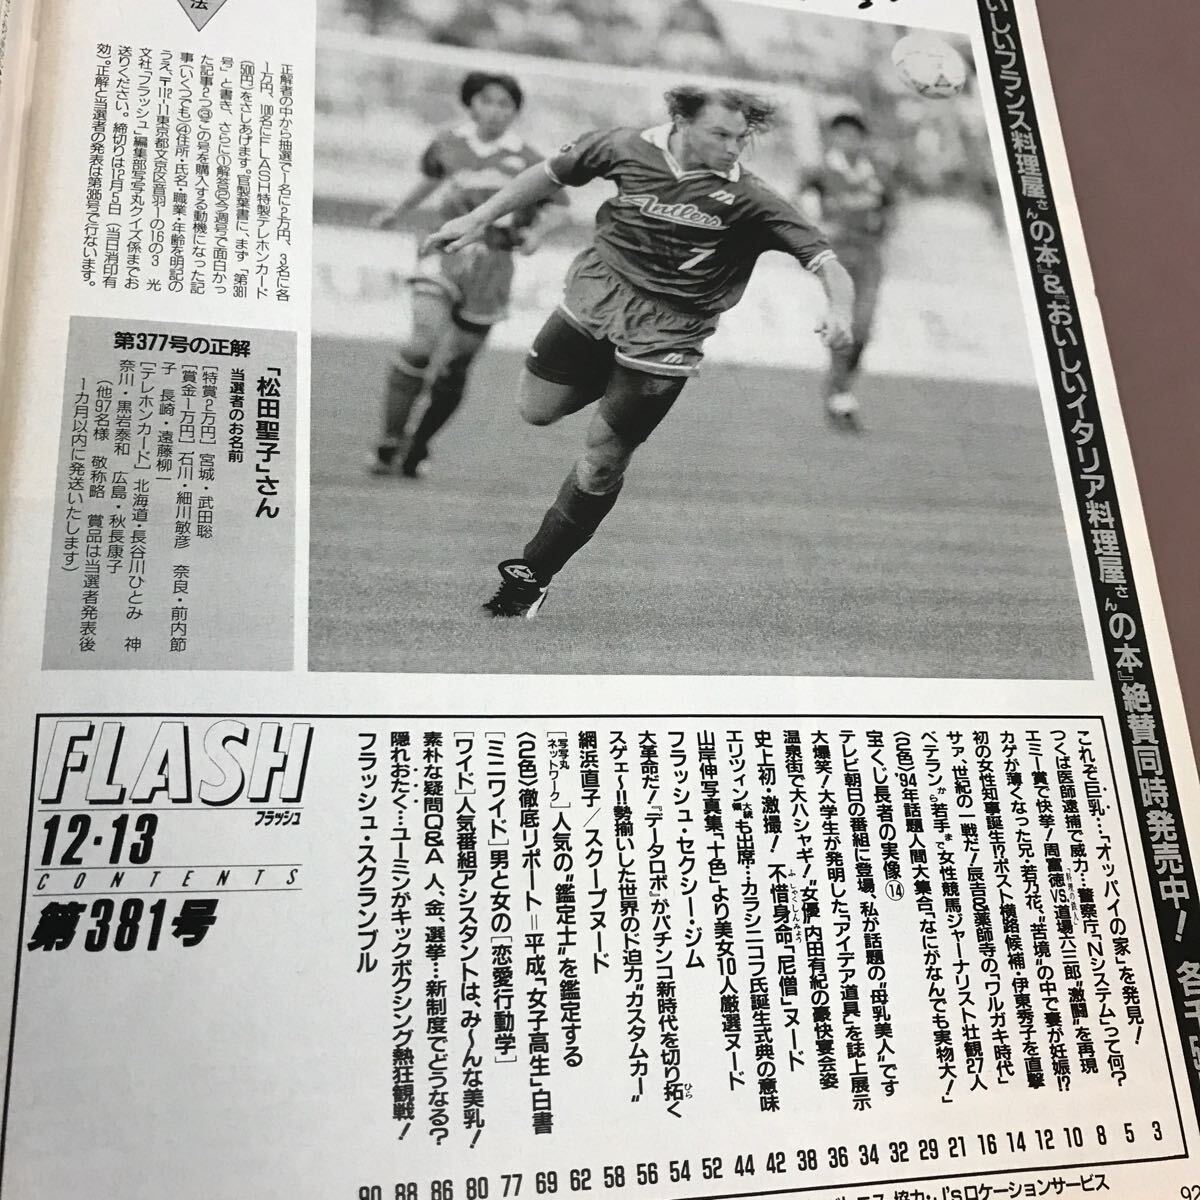 いしいフランス料理屋さんの本』&『おいしいイタリア料理屋さんの本』絶賛同時発売中！
法
正解者の中から抽選で1名に2万円、3名に各
1万円、100名にFLASH特製テレホンカード
(500円)をさしあげます。官製葉書に、まず「第381
号」と書き、さらに①解答②今週号で面白かっ
た記事2つ③この号を購入する動機になった記
事(いくつでも)④住所・氏名・職業・年齢を明記の
うえ、〒112-11東京都文京区音羽1の16の3 光
文社「フラッシュ」編集部写写丸クイズ係までお
送りください。締切りは12月5日(当日消印有
効)。正解と当選者の発表は第386号で行ないます。
Antlers
7
第377号の正解
「松田聖子」さん
当選者のお名前
[特賞2万円] 宮城・武田聡
[賞金1万円] 石川・細川敏彦 奈良・前内節
子 長崎・遠藤柳一
[テレホンカード] 北海道・長谷川ひとみ 神
奈川・黒岩泰和 広島・秋長康子
(他97名様 敬称略 賞品は当選者発表後
1カ月以内に発送いたします)
FLASH
フラッシュ
12・13
CONTENTS
第381号
これぞ巨乳…「オッパイの家」を発見！ 3
つくば医師逮捕で威力…警察庁「Nシステム」って何？ 5
エミー賞で快挙！周富徳VS.道場六三郎“激闘”を再現 8
カゲが薄くなった兄・若乃花、“苦境”の中で妻が妊娠!? 10
初の女性知事誕生!?ポスト横路候補・伊東秀子を直撃 12
サァ、世紀の一戦だ！辰吉&薬師寺の「ワルガキ時代」 14
ベテランから若手まで女性競馬ジャーナリスト壮観27人 16
〈2色〉'94年話題人間大集合「なにがなんでも実物大！」 21
宝くじ長者の実像⑭ 29
テレビ朝日の番組に登場、私が話題の“母乳美人”です 32
大爆笑！大学生が発明した「アイデア道具」を誌上展示 34
温泉街で大ハシャギ！“女優”内田有紀の豪快宴会姿 36
史上初・激撮！ 不惜身命ふしゃくしんみょう「尼僧」ヌード 38
エリツィン大統領も出席…カラシニコフ氏誕生式典の意味 42
山岸伸写真集「十色」より美女10人厳選ヌード 44
フラッシュ・セクシー・ジム 52
大革命だ！『データロボ』がパチンコ新時代を切り拓ひらく 54
スゲェ〜!!勢揃いした世界のド迫力“カスタムカー” 56
網浜直子／スクープヌード 58
[写写丸ネットワーク]人気の“鑑定士”を鑑定する 62
〈2色〉徹底リポート＝平成「女子高生」白書 69
[ミニワイド]男と女の[恋愛行動学] 77
[ワイド]人気番組アシスタントは、み〜んな美乳！ 80
素朴な疑問Q&A 人、金、選挙…新制度でどうなる？ 86
隠れおたく…ユーミンがキックボクシング熱狂観戦！ 88
フラッシュ・スクランブル 90
協力・J'sロケーションサービス